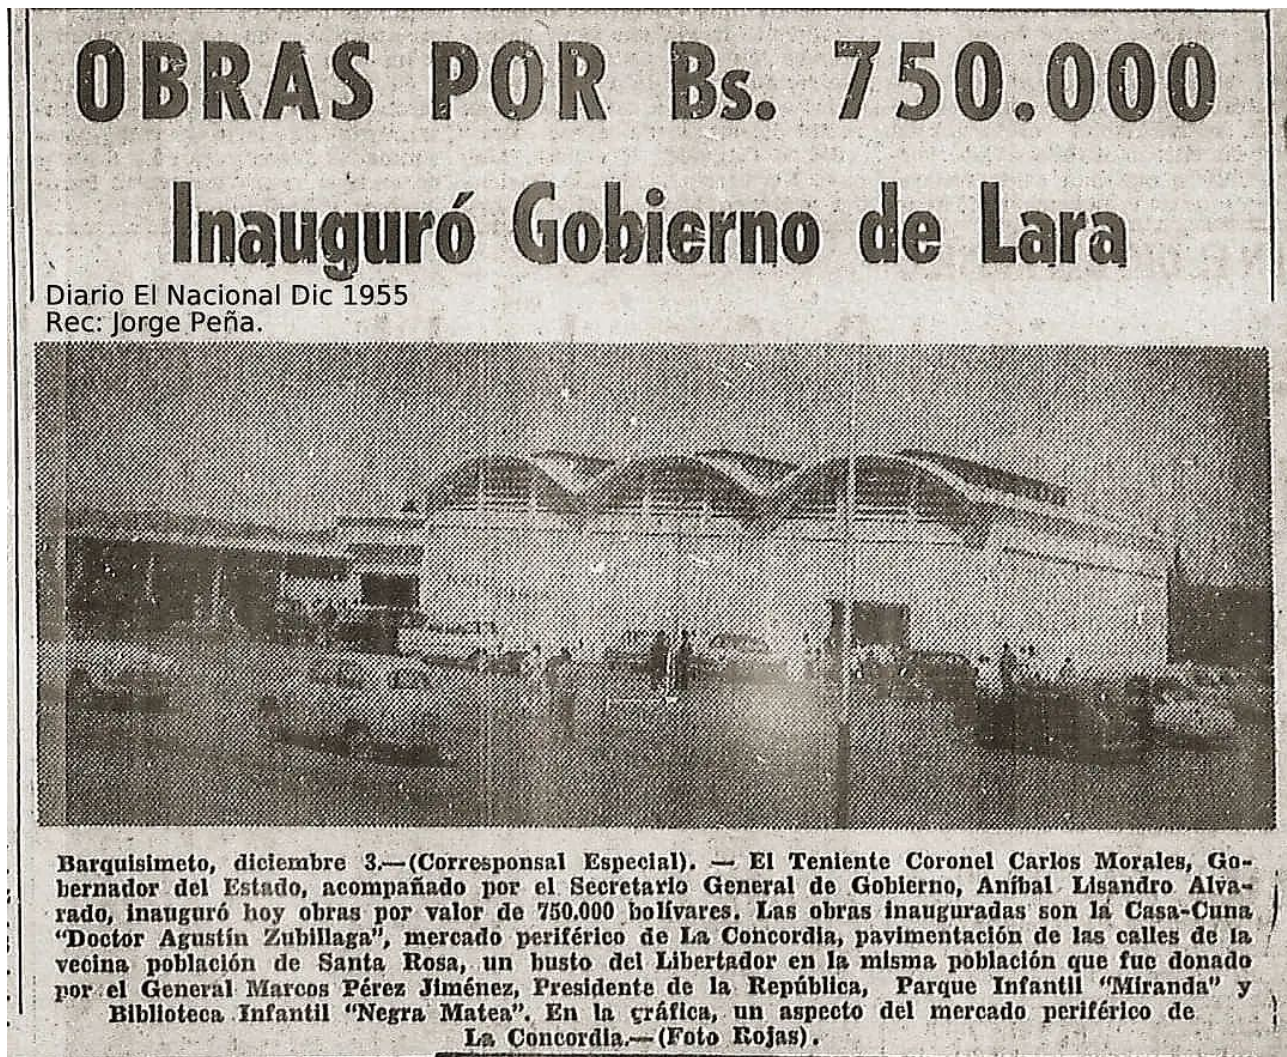 OBRAS POR Bs. 750.000
Inauguró Gobierno de Lara
Diario El Nacional Dic 1955
Rec: Jorge Peña.
Barquisimeto, diciembre 3.—(Corresponsal Especial). — El Teniente Coronel Carlos Morales, Go-
bernador del Estado, acompañado por el Secretario General de Gobierno, Aníbal Lisandro Alva-
rado, inauguró hoy obras por valor de 750.000 bolívares. Las obras inauguradas son la Casa-Cuna
"Doctor Agustín Zubillaga", mercado periférico de La Concordia, pavimentación de las calles de la
vecina población de Santa Rosa, un busto del Libertador en la misma población que fue donado
por el General Marcos Pérez Jiménez, Presidente de la República, Parque Infantil "Miranda" y
Biblioteca Infantil "Negra Matea". En la gráfica, un aspecto del mercado periférico de
La Concordia.—(Foto Rojas).